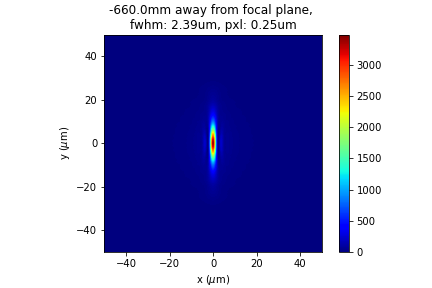 -660.0mm away from focal plane,
fwhm: 2.39um, pxl: 0.25um
40
20
0
−20
−40
y (μm)
−40 −20 0 20 40
x (μm)
3000
2500
2000
1500
1000
500
0